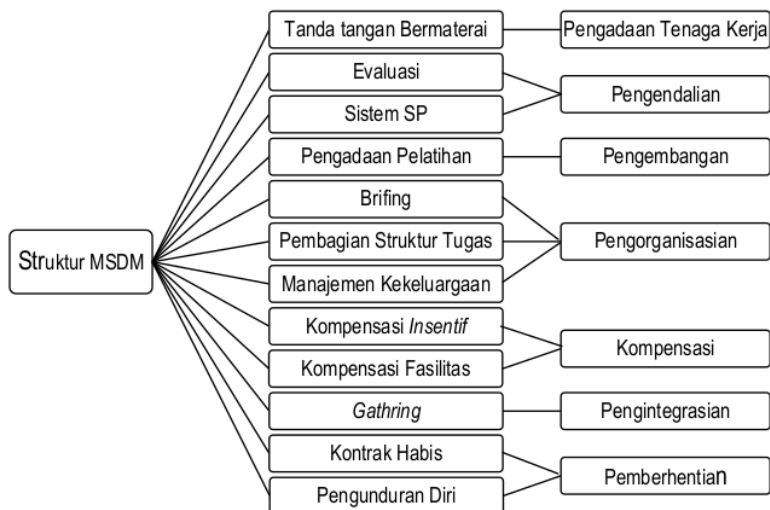 Struktur MSDM
Tanda tangan Bermaterai
Evaluasi
Sistem SP
Pengadaan Pelatihan
Brifing
Pembagian Struktur Tugas
Manajemen Kekeluargaan
Kompensasi Insentif
Kompensasi Fasilitas
Gathring
Kontrak Habis
Pengunduran Diri
Pengadaan Tenaga Kerja
Pengendalian
Pengembangan
Pengorganisasian
Kompensasi
Pengintegrasian
Pemberhentian